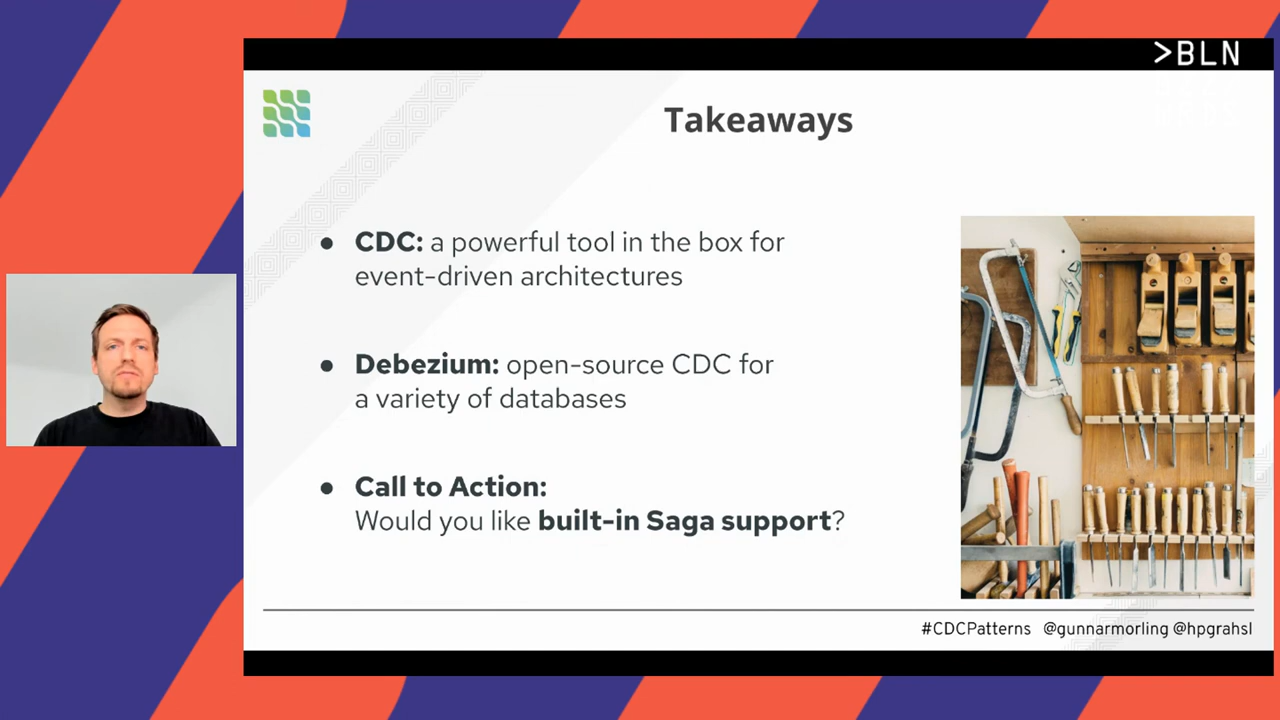 >BLN
Takeaways
● CDC: a powerful tool in the box for
event-driven architectures
● Debezium: open-source CDC for
a variety of databases
● Call to Action:
Would you like built-in Saga support?
#CDCPatterns @gunnarmorling @hpgrahsl